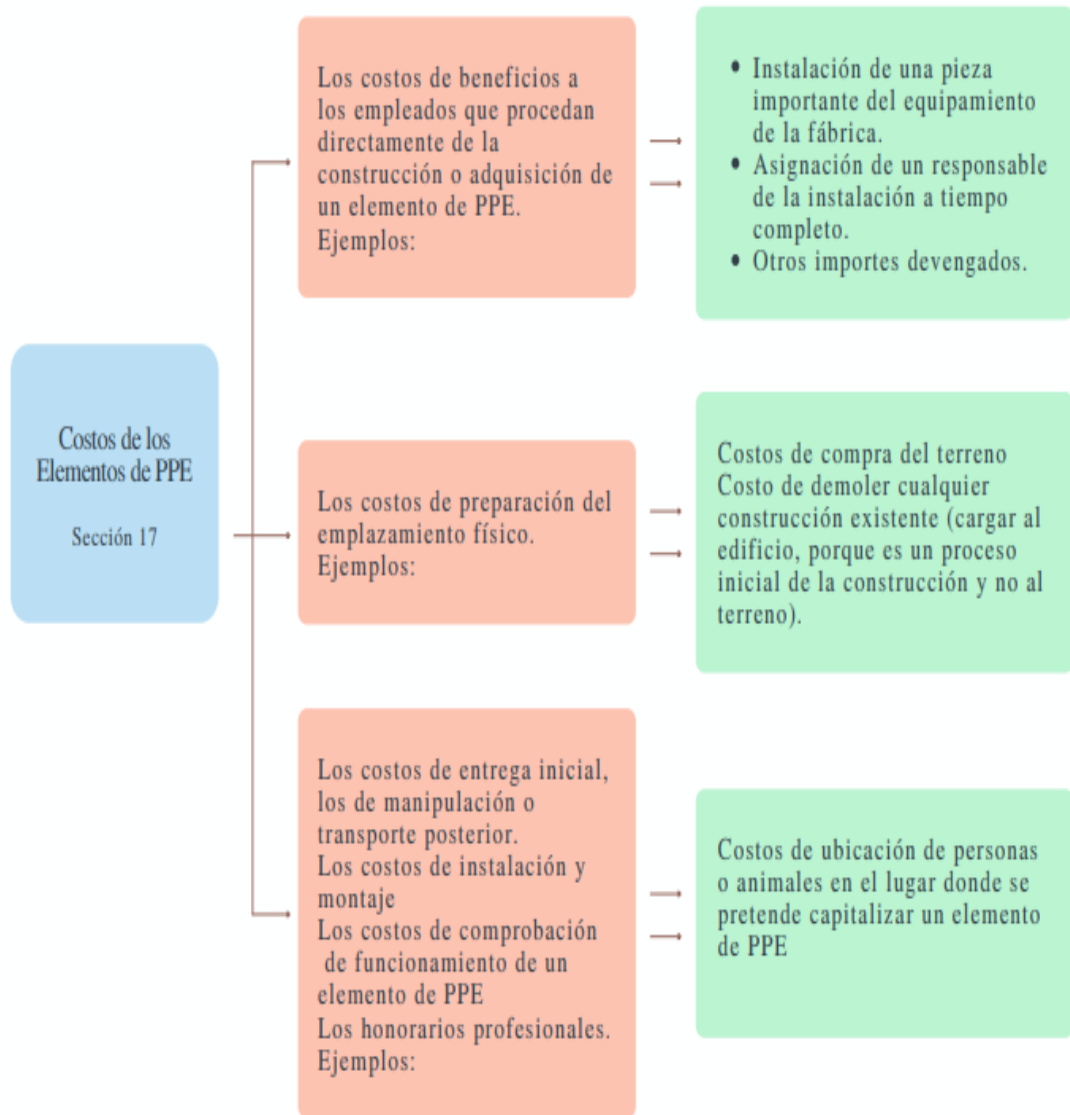 Costos de los
Elementos de PPE
Sección 17
Los costos de beneficios a
los empleados que procedan
directamente de la
construcción o adquisición de
un elemento de PPE.
Ejemplos:
• Instalación de una pieza
importante del equipamiento
de la fábrica.
• Asignación de un responsable
de la instalación a tiempo
completo.
• Otros importes devengados.
Los costos de preparación del
emplazamiento físico.
Ejemplos:
Costos de compra del terreno
Costo de demoler cualquier
construcción existente (cargar al
edificio, porque es un proceso
inicial de la construcción y no al
terreno).
Los costos de entrega inicial,
los de manipulación o
transporte posterior.
Los costos de instalación y
montaje
Los costos de comprobación
de funcionamiento de un
elemento de PPE
Los honorarios profesionales.
Ejemplos:
Costos de ubicación de personas
o animales en el lugar donde se
pretende capitalizar un elemento
de PPE